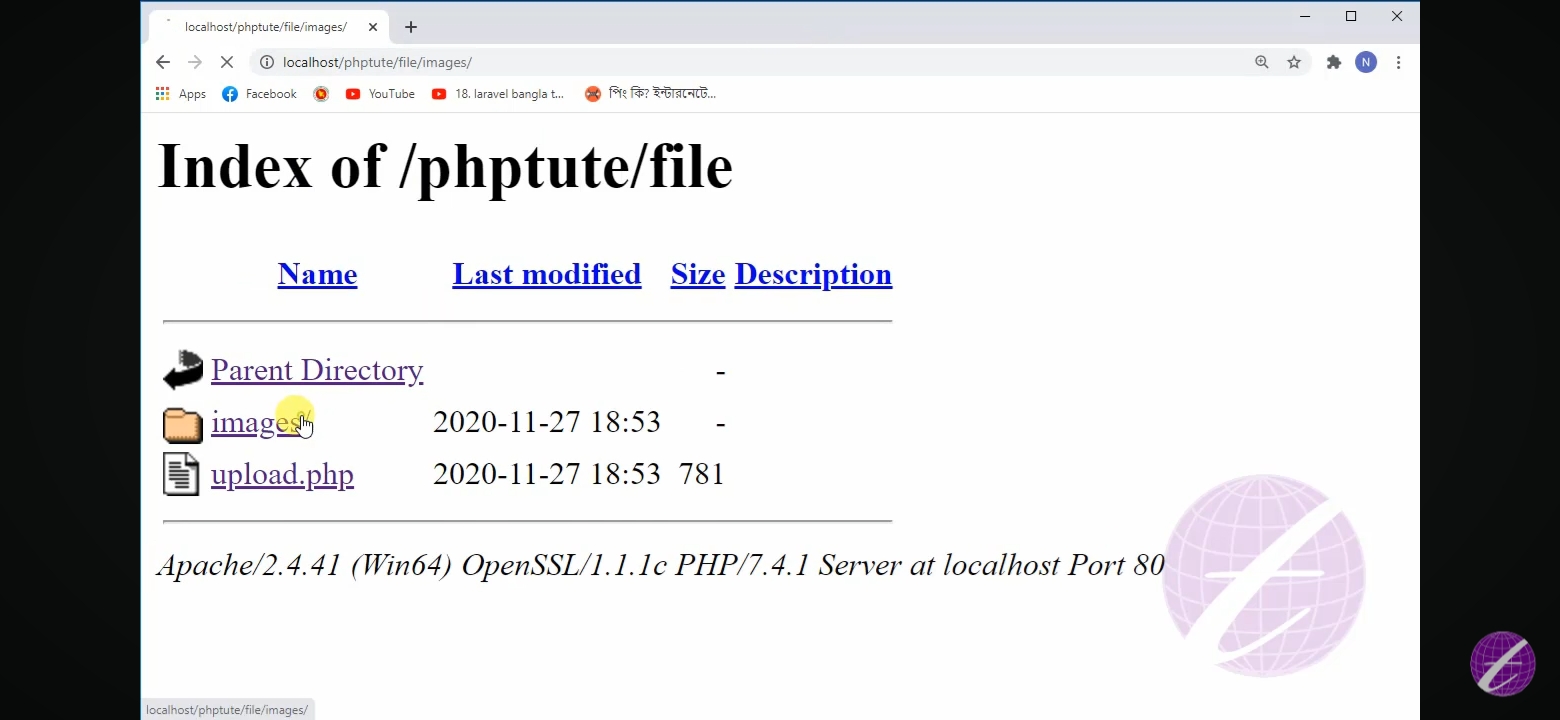 localhost/phptute/file/images/
localhost/phptute/file/images/
N
Apps Facebook YouTube 18. laravel bangla t... পিং কি? ইন্টারনেটে...
Index of /phptute/file
Name Last modified Size Description
Parent Directory -
images/ 2020-11-27 18:53 -
upload.php 2020-11-27 18:53 781
Apache/2.4.41 (Win64) OpenSSL/1.1.1c PHP/7.4.1 Server at localhost Port 80
localhost/phptute/file/images/